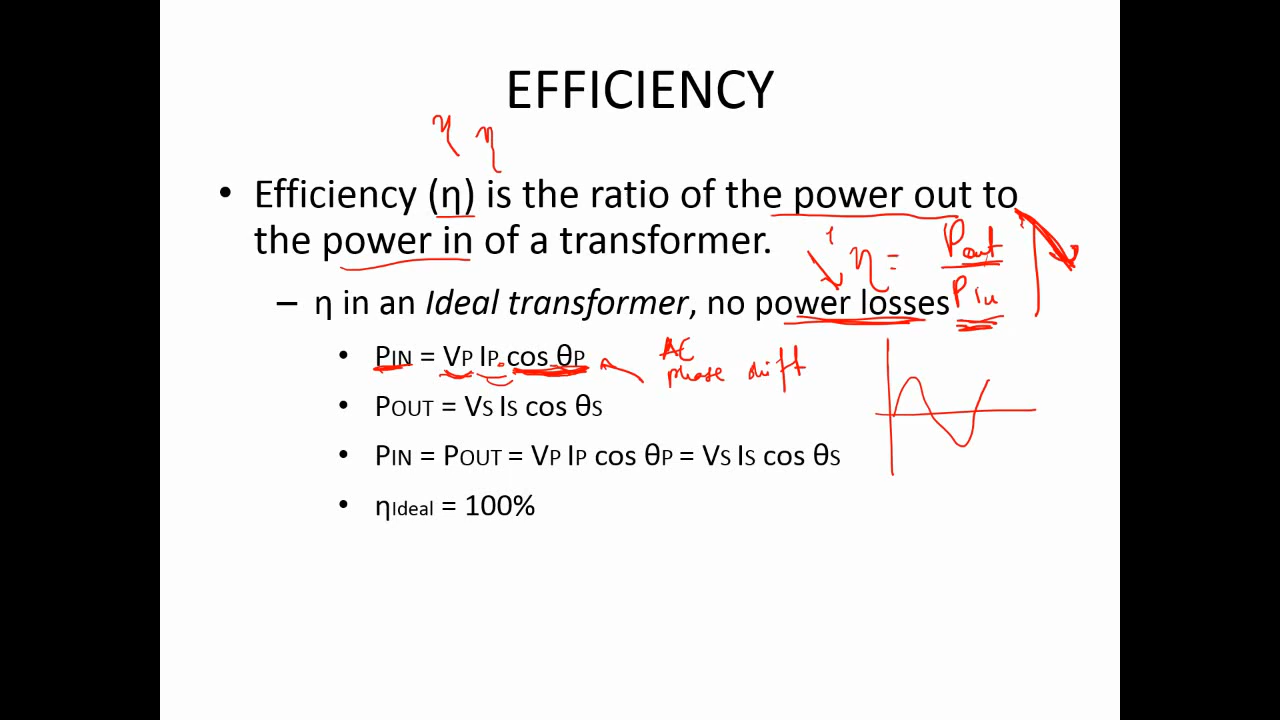 EFFICIENCY
η η
• Efficiency (η) is the ratio of the power out to
the power in of a transformer.
η = Pout / Pin
– η in an Ideal transformer, no power losses
• PIN = VP IP cos θP
AC
phase shift
• POUT = VS IS cos θS
• PIN = POUT = VP IP cos θP = VS IS cos θS
• ηIdeal = 100%